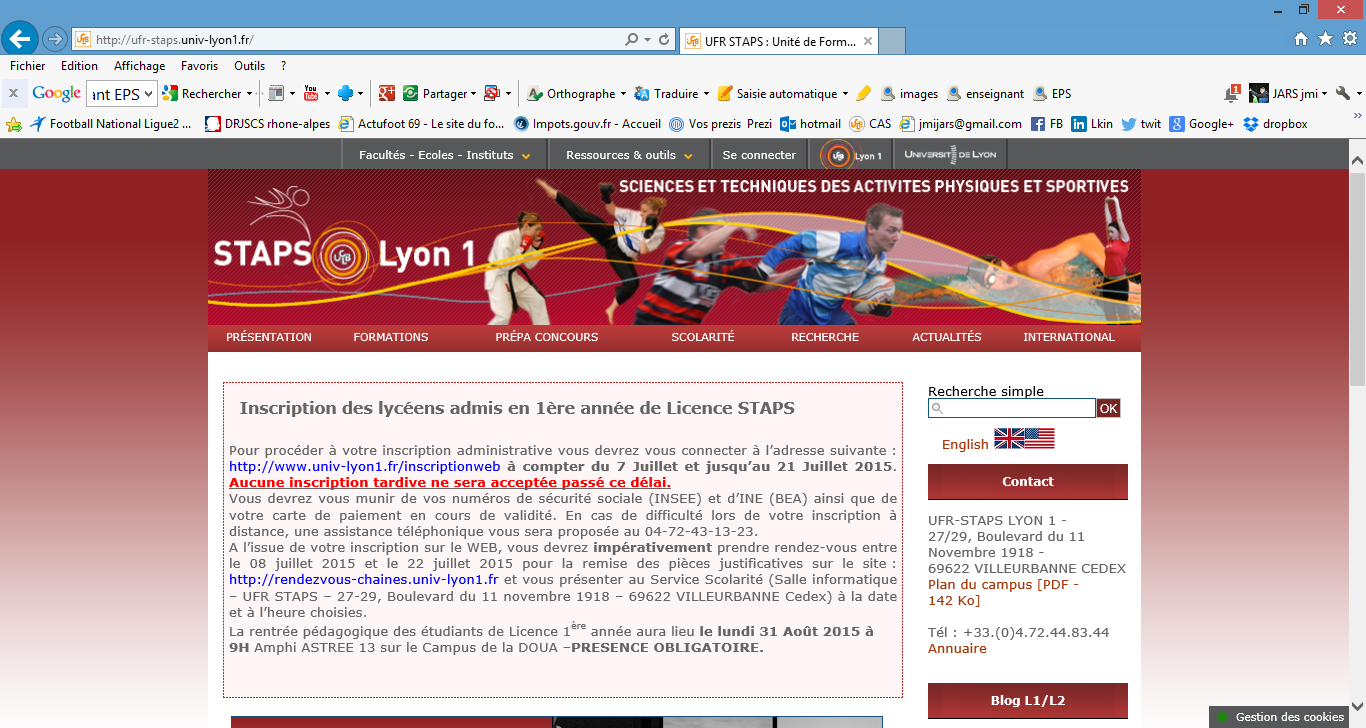 http://ufr-staps.univ-lyon1.fr/
UFR STAPS : Unité de Form...
Fichier Edition Affichage Favoris Outils ?
x Google ant EPS Rechercher Partager Orthographe Traduire Saisie automatique images enseignant EPS 1 JARS jmi
Football National Ligue2 ... DRJSCS rhone-alpes Actufoot 69 - Le site du fo... Impots.gouv.fr - Accueil Vos prezis Prezi hotmail CAS jmijars@gmail.com FB Lkin twit Google+ dropbox
Facultés - Ecoles - Instituts Ressources & outils Se connecter Lyon 1 UNIVERSITÉ DE LYON
SCIENCES ET TECHNIQUES DES ACTIVITES PHYSIQUES ET SPORTIVES
STAPS Lyon 1
PRÉSENTATION FORMATIONS PRÉPA CONCOURS SCOLARITÉ RECHERCHE ACTUALITÉS INTERNATIONAL
Inscription des lycéens admis en 1ère année de Licence STAPS
Pour procéder à votre inscription administrative vous devrez vous connecter à l'adresse suivante :
http://www.univ-lyon1.fr/inscriptionweb à compter du 7 Juillet et jusqu'au 21 Juillet 2015.
Aucune inscription tardive ne sera acceptée passé ce délai.
Vous devrez vous munir de vos numéros de sécurité sociale (INSEE) et d'INE (BEA) ainsi que de
votre carte de paiement en cours de validité. En cas de difficulté lors de votre inscription à
distance, une assistance téléphonique vous sera proposée au 04-72-43-13-23.
A l'issue de votre inscription sur le WEB, vous devrez impérativement prendre rendez-vous entre
le 08 juillet 2015 et le 22 juillet 2015 pour la remise des pièces justificatives sur le site :
http://rendezvous-chaines.univ-lyon1.fr et vous présenter au Service Scolarité (Salle informatique
– UFR STAPS – 27-29, Boulevard du 11 novembre 1918 – 69622 VILLEURBANNE Cedex) à la date
et à l'heure choisies.
La rentrée pédagogique des étudiants de Licence 1ère année aura lieu le lundi 31 Août 2015 à
9H Amphi ASTREE 13 sur le Campus de la DOUA –PRESENCE OBLIGATOIRE.
Recherche simple
OK
English
Contact
UFR-STAPS LYON 1 -
27/29, Boulevard du 11
Novembre 1918 -
69622 VILLEURBANNE CEDEX
Plan du campus [PDF -
142 Ko]
Tél : +33.(0)4.72.44.83.44
Annuaire
Blog L1/L2
Gestion des cookies